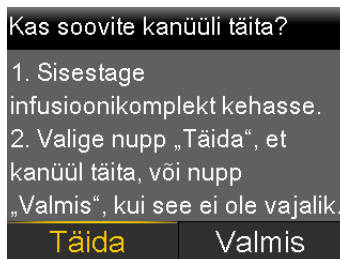 Kas soovite kanüüli täita?
1. Sisestage
infusioonikomplekt kehasse.
2. Valige nupp „Täida“, et
kanüül täita, või nupp
„Valmis“, kui see ei ole vajalik.
Täida Valmis